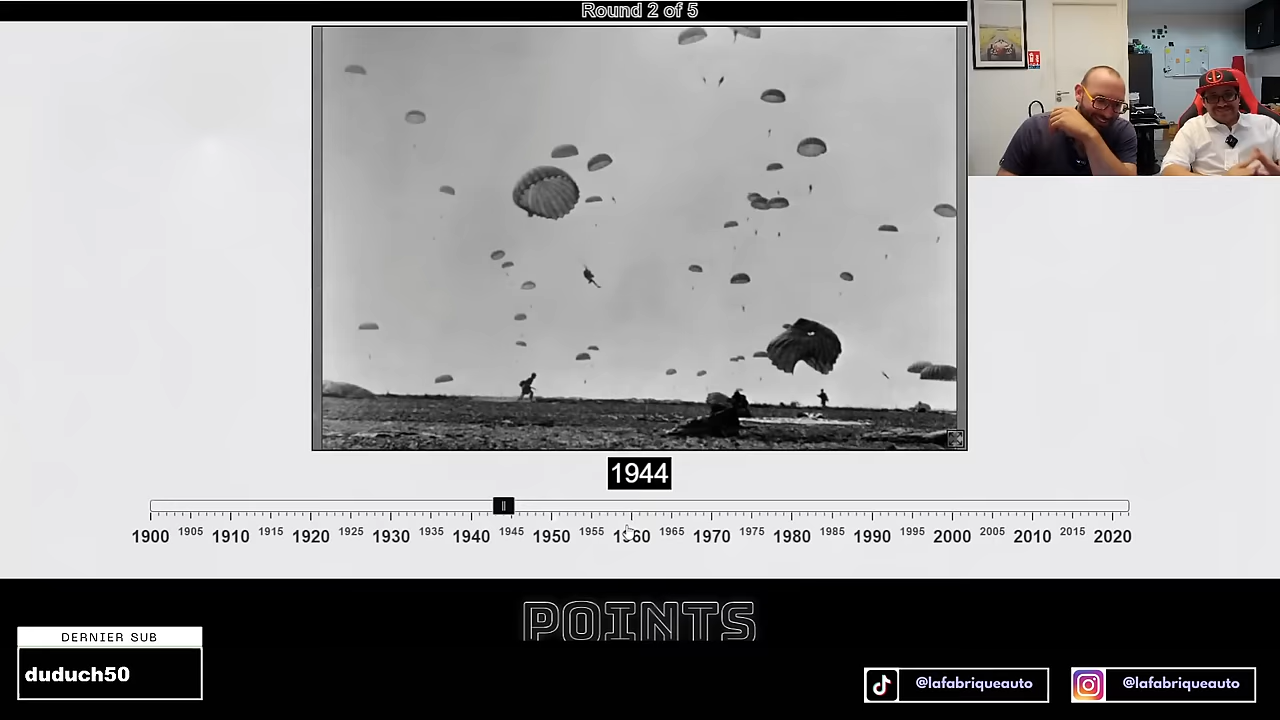 Round 2 of 5
1944
1900 1905 1910 1915 1920 1925 1930 1935 1940 1945 1950 1955 1960 1965 1970 1975 1980 1985 1990 1995 2000 2005 2010 2015 2020
POINTS
DERNIER SUB
duduch50
@lafabriqueauto
@lafabriqueauto